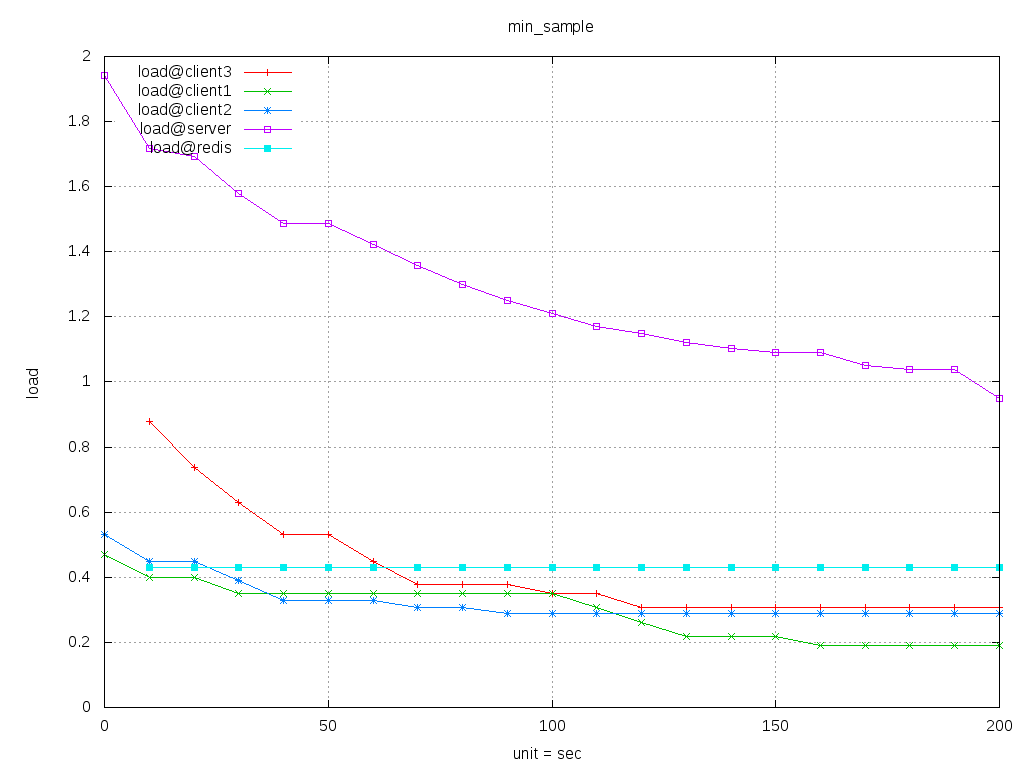 min_sample
2
load@client3
load@client1
load@client2
1.8
load@server
load@redis
1.6
1.4
1.2
load
1
0.8
0.6
0.4
0.2
0
0 50 100 150 200
unit = sec